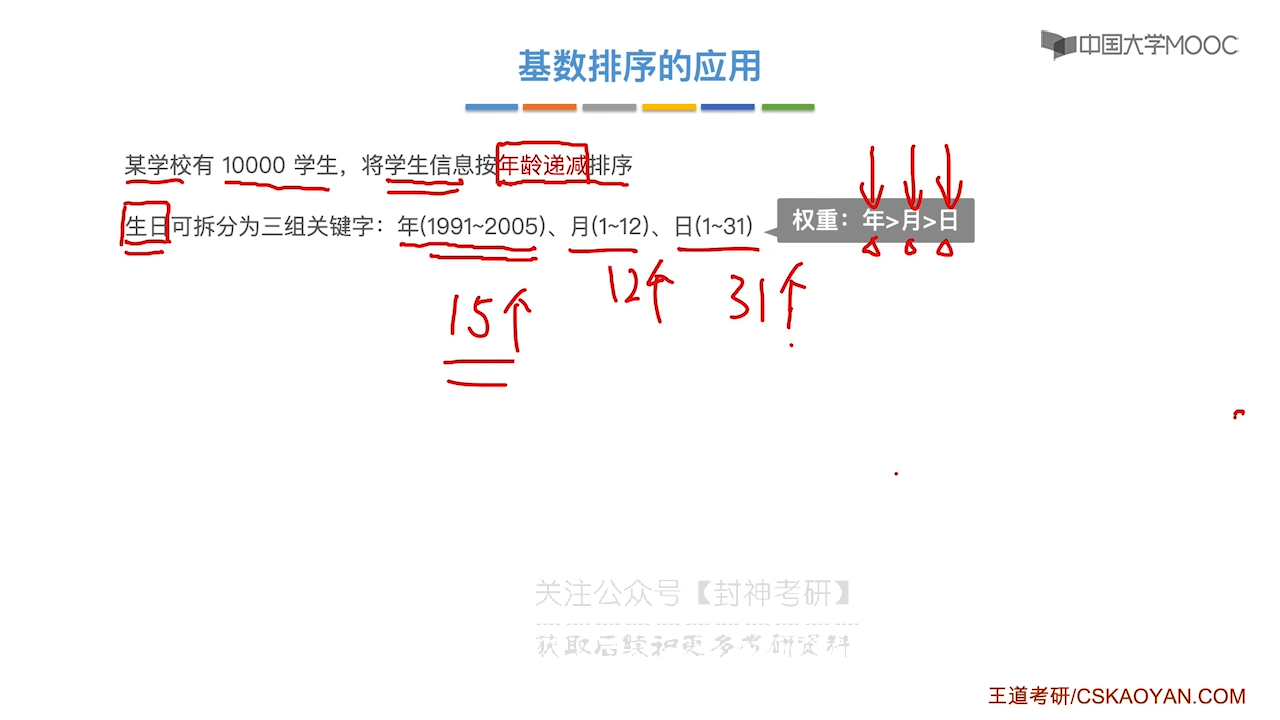 中国大学MOOC
基数排序的应用
某学校有 10000 学生，将学生信息按年龄递减排序
生日可拆分为三组关键字：年(1991~2005)、月(1~12)、日(1~31)
权重：年>月>日
15个
12个
31个
关注公众号【封神考研】
获取后续和更多考研资料
王道考研/CSKAOYAN.COM